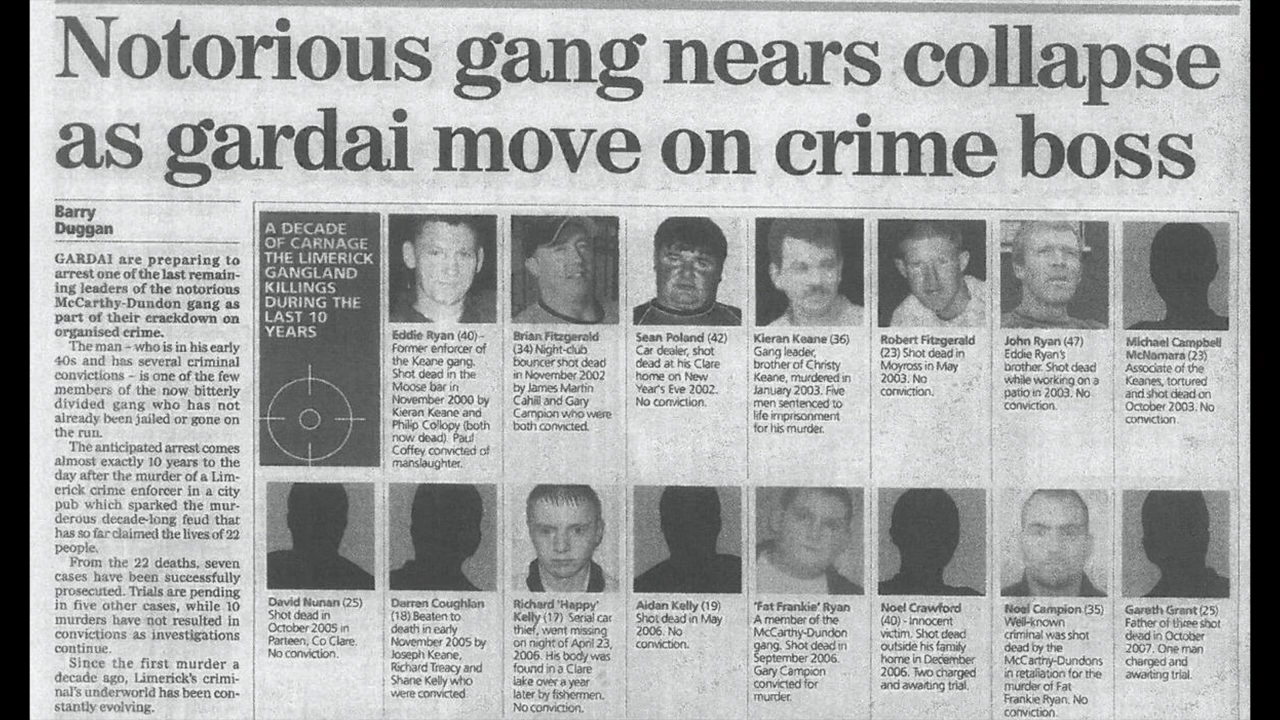 Notorious gang nears collapse
as gardai move on crime boss
Barry
Duggan
GARDAI are preparing to
arrest one of the last remain-
ing leaders of the notorious
McCarthy-Dundon gang as
part of their crackdown on
organised crime.
The man – who is in his early
40s and has several criminal
convictions – is one of the few
members of the now bitterly
divided gang who has not
already been jailed or gone on
the run.
The anticipated arrest comes
almost exactly 10 years to the
day after the murder of a Lim-
erick crime enforcer in a city
pub which sparked the mur-
derous decade-long feud that
has so far claimed the lives of 22
people.
From the 22 deaths, seven
cases have been successfully
prosecuted. Trials are pending
in five other cases, while 10
murders have not resulted in
convictions as investigations
continue.
Since the first murder a
decade ago, Limerick's crimi-
nal's underworld has been con-
stantly evolving.
A DECADE
OF CARNAGE
THE LIMERICK
GANGLAND
KILLINGS
DURING THE
LAST 10
YEARS
Eddie Ryan (40) -
Former enforcer of
the Keane gang.
Shot dead in the
Moose bar in
November 2000 by
Kieran Keane and
Philip Collopy (both
now dead). Paul
Coffey convicted of
manslaughter.
Brian Fitzgerald
(34) Night-club
bouncer shot dead
in November 2002
by James Martin
Cahill and Gary
Campion who were
both convicted.
Sean Poland (42)
Car dealer, shot
dead at his Clare
home on New
Year's Eve 2002.
No conviction.
Kieran Keane (36)
Gang leader,
brother of Christy
Keane, murdered in
January 2003. Five
men sentenced to
life imprisonment
for his murder.
Robert Fitzgerald
(23) Shot dead in
Moyross in May
2003. No
conviction.
John Ryan (47)
Eddie Ryan's
brother. Shot dead
while working on a
patio in 2003. No
conviction.
Michael Campbell
McNamara (23)
Associate of the
Keanes, tortured
and shot dead on
October 2003. No
conviction.
David Nunan (25)
Shot dead in
October 2005 in
Parteen, Co Clare.
No conviction.
Darren Coughlan
(18) Beaten to
death in early
November 2005 by
Joseph Keane,
Richard Treacy and
Shane Kelly who
were convicted
Richard 'Happy'
Kelly (17) Serial car
thief, went missing
on night of April 23,
2006. His body was
found in a Clare
lake over a year
later by fishermen.
No conviction.
Aidan Kelly (19)
Shot dead in May
2006. No
conviction.
'Fat Frankie' Ryan
A member of the
McCarthy-Dundon
gang. Shot dead in
September 2006.
Gary Campion
convicted for
murder.
Noel Crawford
(40) - Innocent
victim. Shot dead
outside his family
home in December
2006. Two charged
and awaiting trial.
Noel Campion (35)
Well-known
criminal was shot
dead by the
McCarthy-Dundons
in retaliation for the
murder of Fat
Frankie Ryan. No
conviction.
Gareth Grant (25)
Father of three shot
dead in October
2007. One man
charged and
awaiting trial.